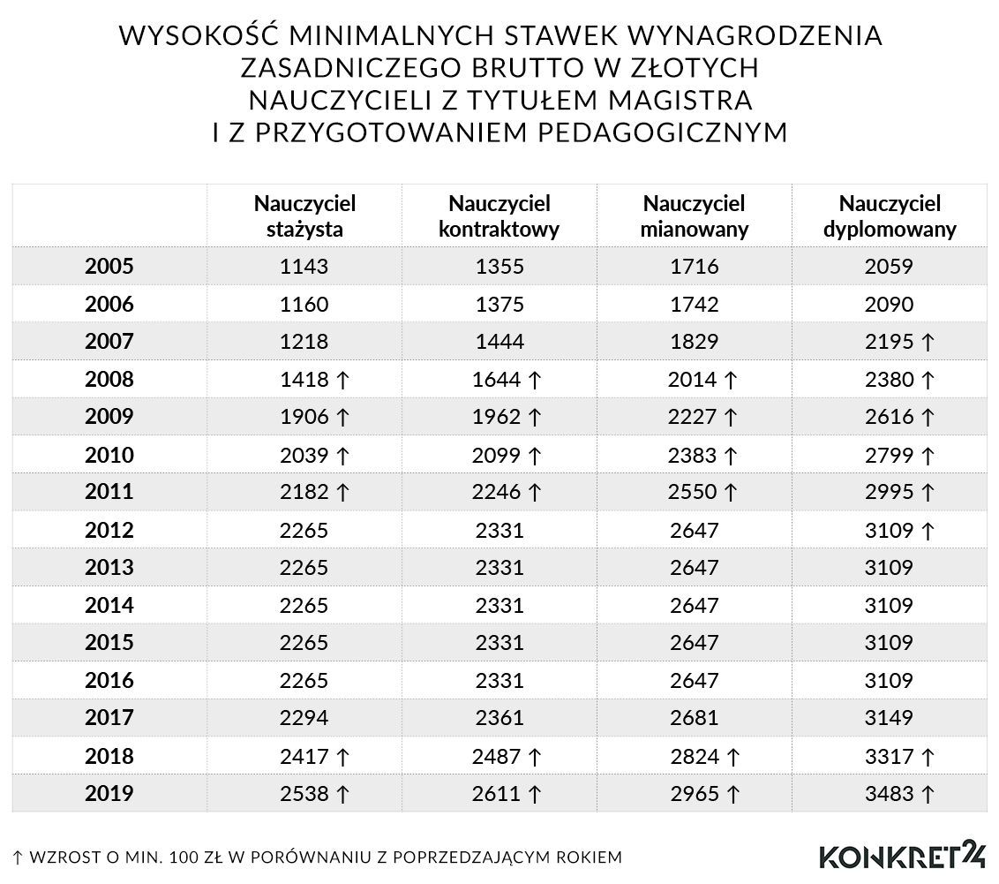 WYSOKOŚĆ MINIMALNYCH STAWEK WYNAGRODZENIA
ZASADNICZEGO BRUTTO W ZŁOTYCH
NAUCZYCIELI Z TYTUŁEM MAGISTRA
I Z PRZYGOTOWANIEM PEDAGOGICZNYM
Nauczyciel stażysta Nauczyciel kontraktowy Nauczyciel mianowany Nauczyciel dyplomowany
2005 1143 1355 1716 2059
2006 1160 1375 1742 2090
2007 1218 1444 1829 2195 ↑
2008 1418 ↑ 1644 ↑ 2014 ↑ 2380 ↑
2009 1906 ↑ 1962 ↑ 2227 ↑ 2616 ↑
2010 2039 ↑ 2099 ↑ 2383 ↑ 2799 ↑
2011 2182 ↑ 2246 ↑ 2550 ↑ 2995 ↑
2012 2265 2331 2647 3109 ↑
2013 2265 2331 2647 3109
2014 2265 2331 2647 3109
2015 2265 2331 2647 3109
2016 2265 2331 2647 3109
2017 2294 2361 2681 3149
2018 2417 ↑ 2487 ↑ 2824 ↑ 3317 ↑
2019 2538 ↑ 2611 ↑ 2965 ↑ 3483 ↑
↑ WZROST O MIN. 100 ZŁ W PORÓWNANIU Z POPRZEDZAJĄCYM ROKIEM
KONKRET24